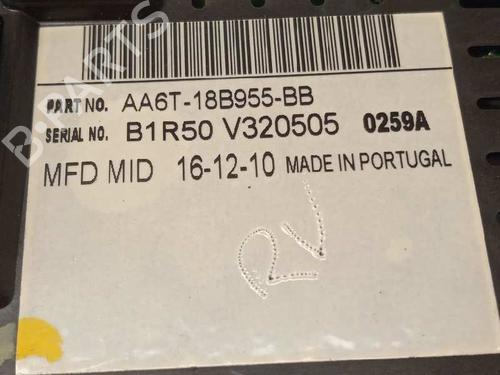 B-PARTS
PART NO. AA6T-18B955-BB
SERIAL NO. B1R50 V320505 0259A
MFD MID 16-12-10 MADE IN PORTUGAL
RV